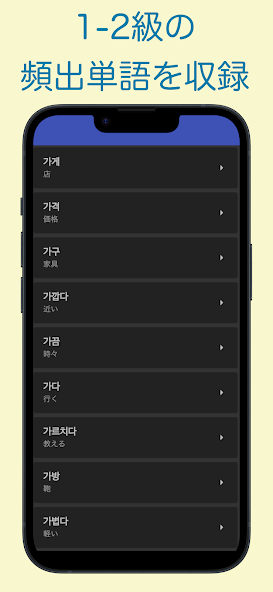 1-2級の
頻出単語を収録
가게
店
가격
価格
가구
家具
가깝다
近い
가끔
時々
가다
行く
가르치다
教える
가방
鞄
가볍다
軽い